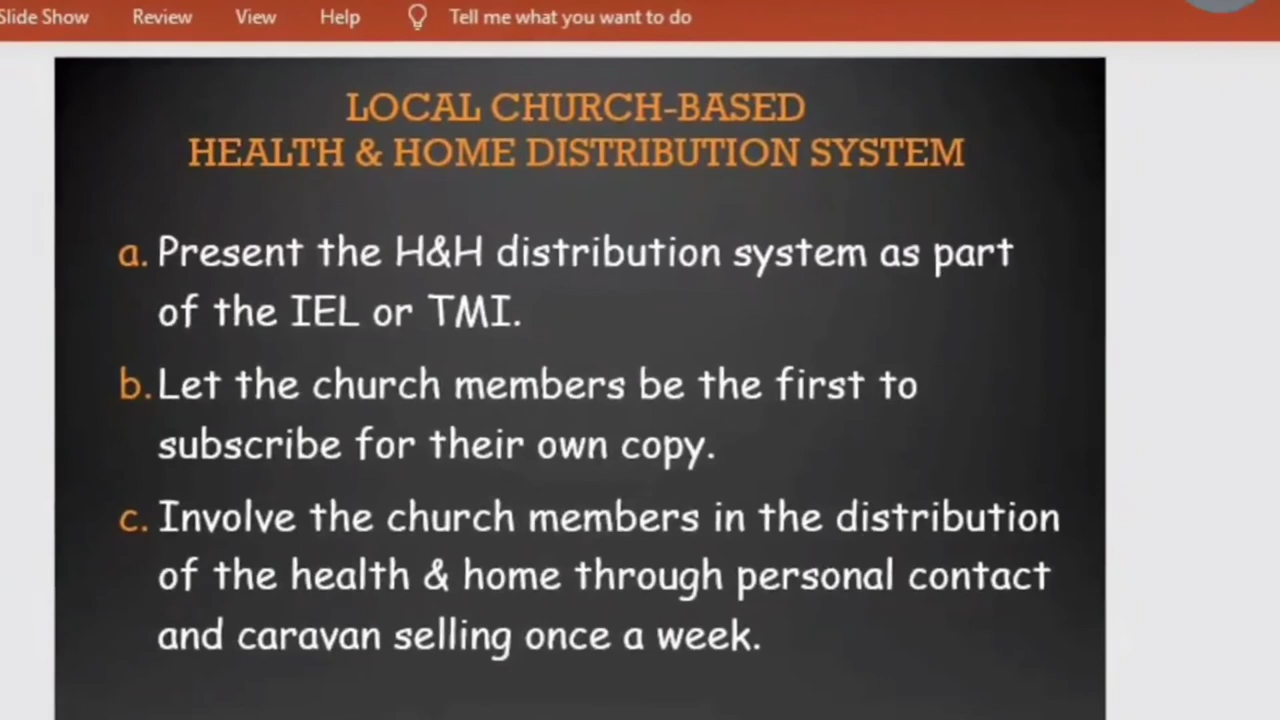 Slide Show Review View Help Tell me what you want to do
LOCAL CHURCH-BASED
HEALTH & HOME DISTRIBUTION SYSTEM
a. Present the H&H distribution system as part
of the IEL or TMI.
b. Let the church members be the first to
subscribe for their own copy.
c. Involve the church members in the distribution
of the health & home through personal contact
and caravan selling once a week.